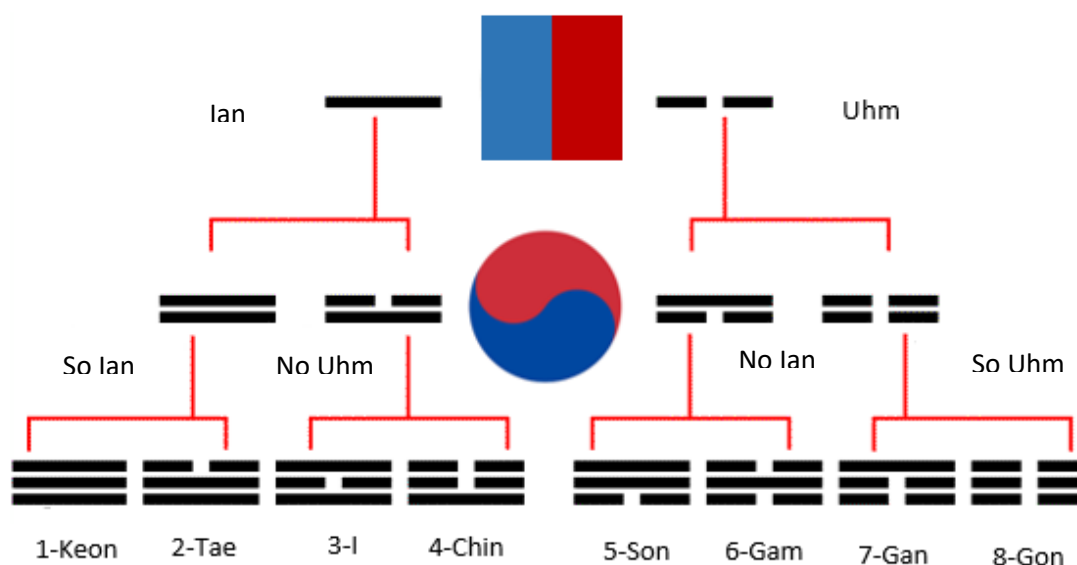 Ian
Uhm
So Ian
No Uhm
No Ian
So Uhm
1-Keon
2-Tae
3-I
4-Chin
5-Son
6-Gam
7-Gan
8-Gon